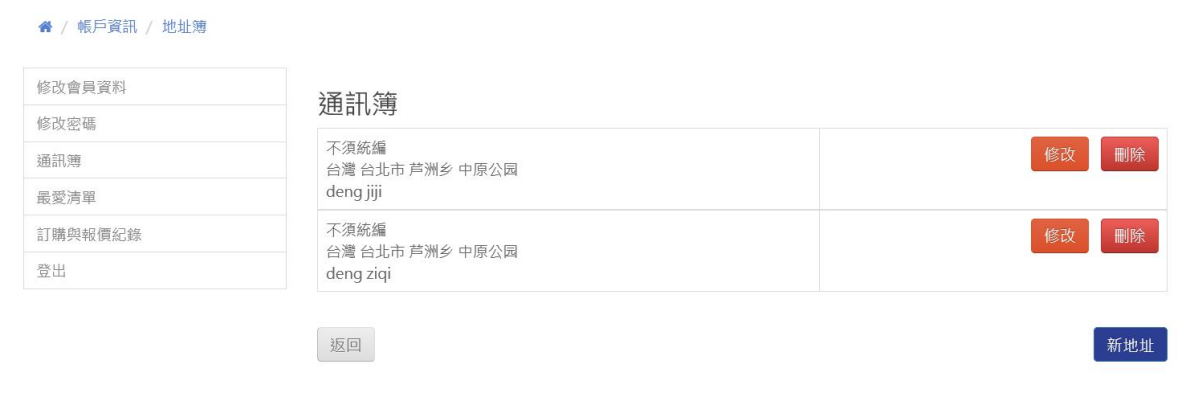 / 帳戶資訊 / 地址簿
修改會員資料
修改密碼
通訊簿
最愛清單
訂購與報價紀錄
登出
通訊簿
不須統編
台灣 台北市 芦洲乡 中原公园
deng jiji
修改 刪除
不須統編
台灣 台北市 芦洲乡 中原公园
deng ziqi
修改 刪除
返回
新地址